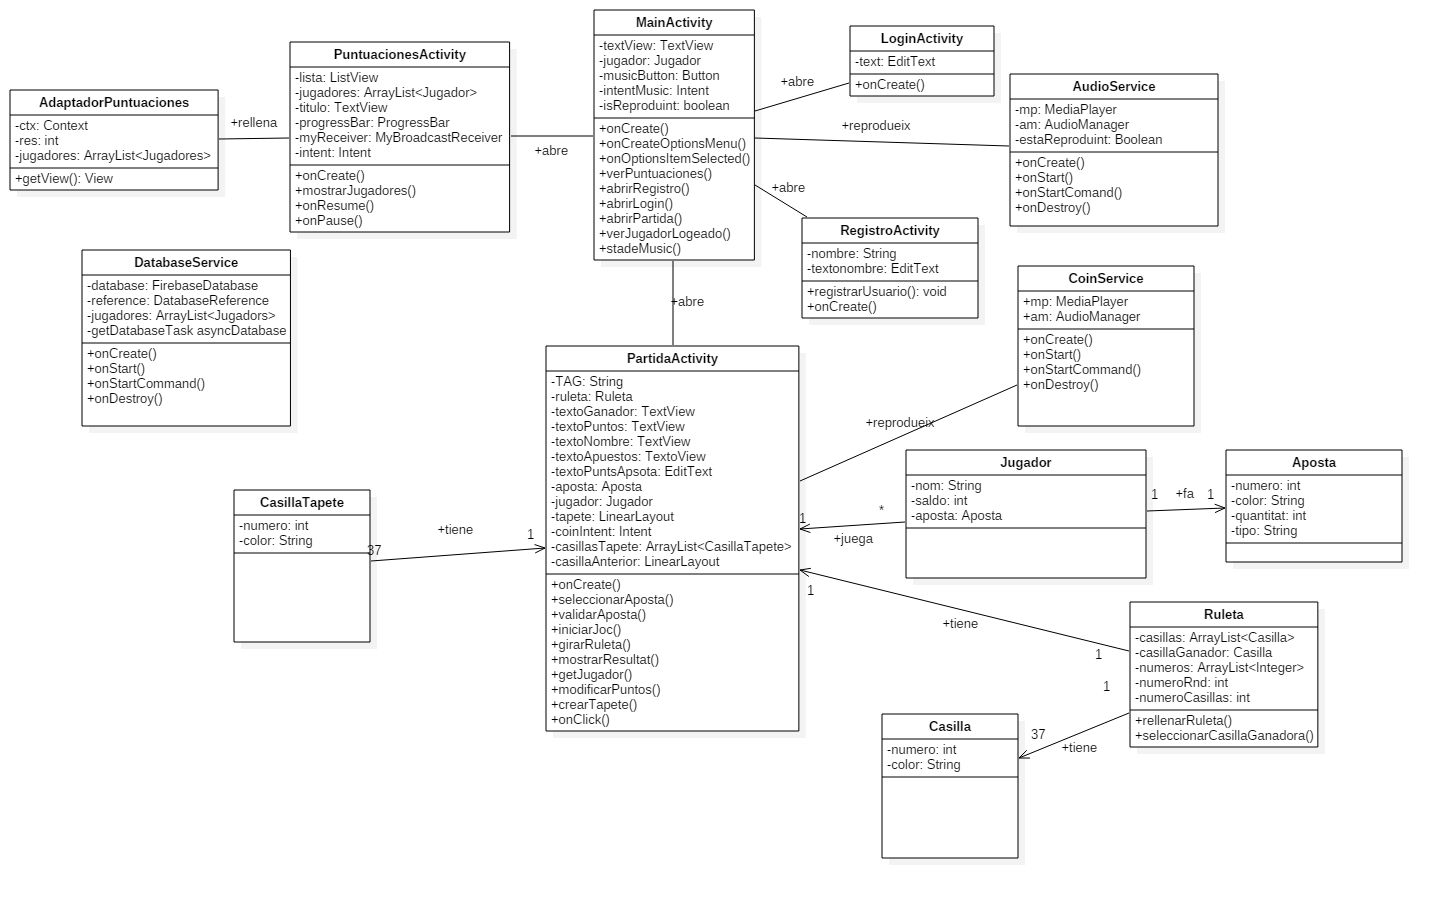 MainActivity
-textView: TextView
-jugador: Jugador
-musicButton: Button
-intentMusic: Intent
-isReproduint: boolean
+onCreate()
+onCreateOptionsMenu()
+onOptionsItemSelected()
+verPuntuaciones()
+abrirRegistro()
+abrirLogin()
+abrirPartida()
+verJugadorLogeado()
+stadeMusic()
LoginActivity
-text: EditText
+onCreate()
+abre
PuntuacionesActivity
-lista: ListView
-jugadores: ArrayList<Jugador>
-titulo: TextView
-progressBar: ProgressBar
-myReceiver: MyBroadcastReceiver
-intent: Intent
+onCreate()
+mostrarJugadores()
+onResume()
+onPause()
+abre
AdaptadorPuntuaciones
-ctx: Context
-res: int
-jugadores: ArrayList<Jugadores>
+getView(): View
+rellena
AudioService
-mp: MediaPlayer
-am: AudioManager
-estaReproduint: Boolean
+onCreate()
+onStart()
+onStartComand()
+onDestroy()
+reprodueix
+abre
RegistroActivity
-nombre: String
-textonombre: EditText
+registrarUsuario(): void
+onCreate()
DatabaseService
-database: FirebaseDatabase
-reference: DatabaseReference
-jugadores: ArrayList<Jugadors>
-getDatabaseTask asyncDatabase
+onCreate()
+onStart()
+onStartCommand()
+onDestroy()
+abre
CoinService
+mp: MediaPlayer
+am: AudioManager
+onCreate()
+onStart()
+onStartCommand()
+onDestroy()
+reprodueix
PartidaActivity
-TAG: String
-ruleta: Ruleta
-textoGanador: TextView
-textoPuntos: TextView
-textoNombre: TextView
-textoApuestos: TextoView
-textoPuntsApsota: EditText
-aposta: Aposta
-jugador: Jugador
-tapete: LinearLayout
-coinIntent: Intent
-casillasTapete: ArrayList<CasillaTapete>
-casillaAnterior: LinearLayout
+onCreate()
+seleccionarAposta()
+validarAposta()
+iniciarJoc()
+girarRuleta()
+mostrarResultat()
+getJugador()
+modificarPuntos()
+crearTapete()
+onClick()
CasillaTapete
-numero: int
-color: String
37
+tiene
1
Jugador
-nom: String
-saldo: int
-aposta: Aposta
1
*
+juega
1
+fa
1
Aposta
-numero: int
-color: String
-quantitat: int
-tipo: String
1
+tiene
1
Ruleta
-casillas: ArrayList<Casilla>
-casillaGanador: Casilla
-numeros: ArrayList<Integer>
-numeroRnd: int
-numeroCasillas: int
+rellenarRuleta()
+seleccionarCasillaGanadora()
1
37
+tiene
Casilla
-numero: int
-color: String